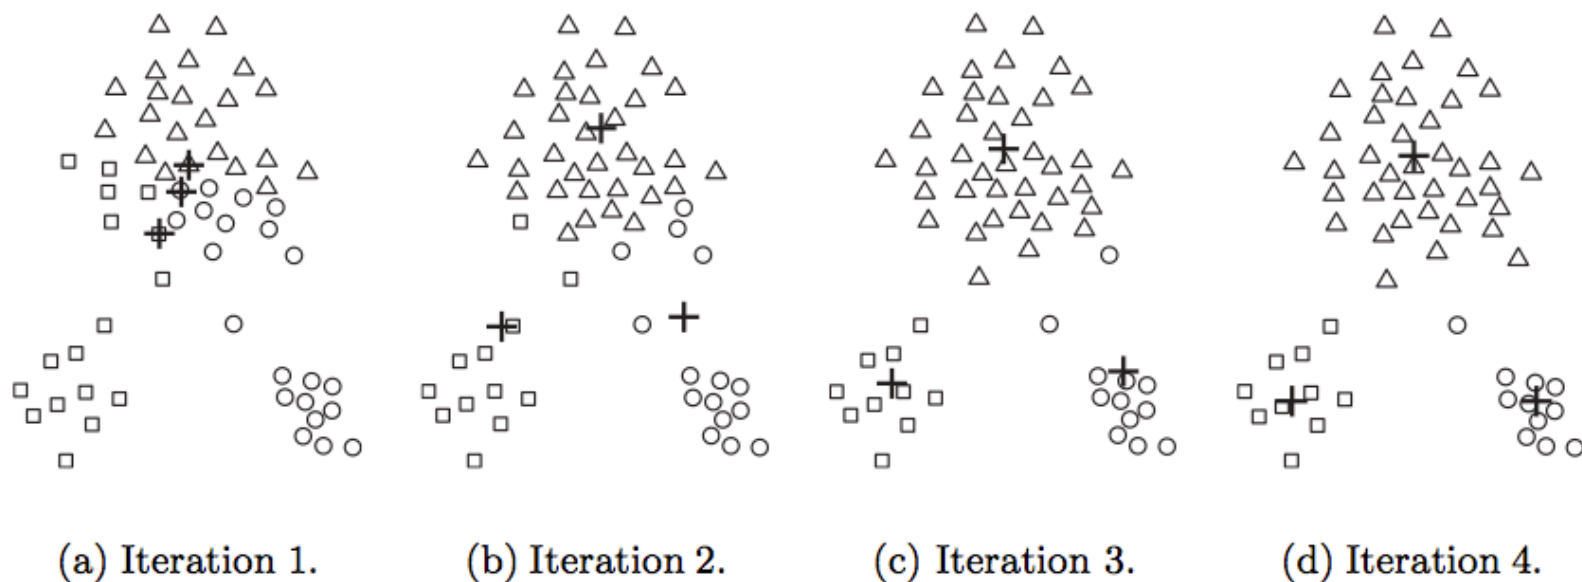 (a) Iteration 1.
(b) Iteration 2.
(c) Iteration 3.
(d) Iteration 4.